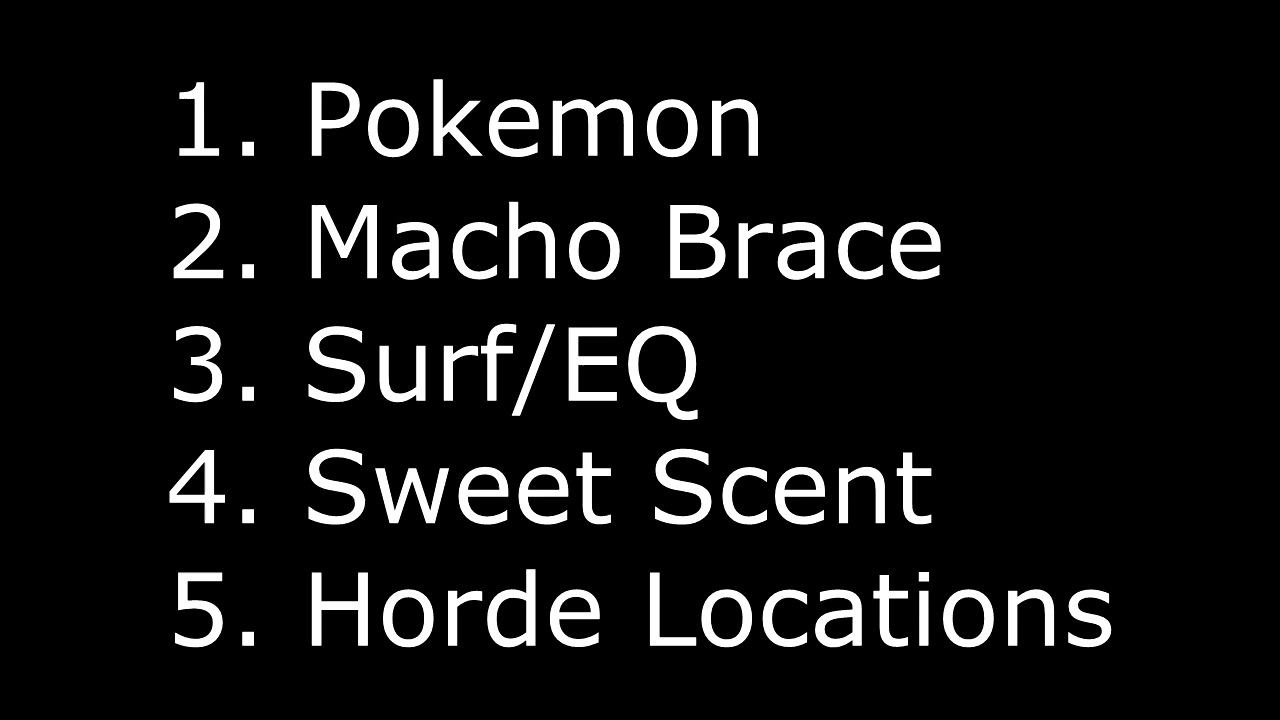 1. Pokemon
2. Macho Brace
3. Surf/EQ
4. Sweet Scent
5. Horde Locations